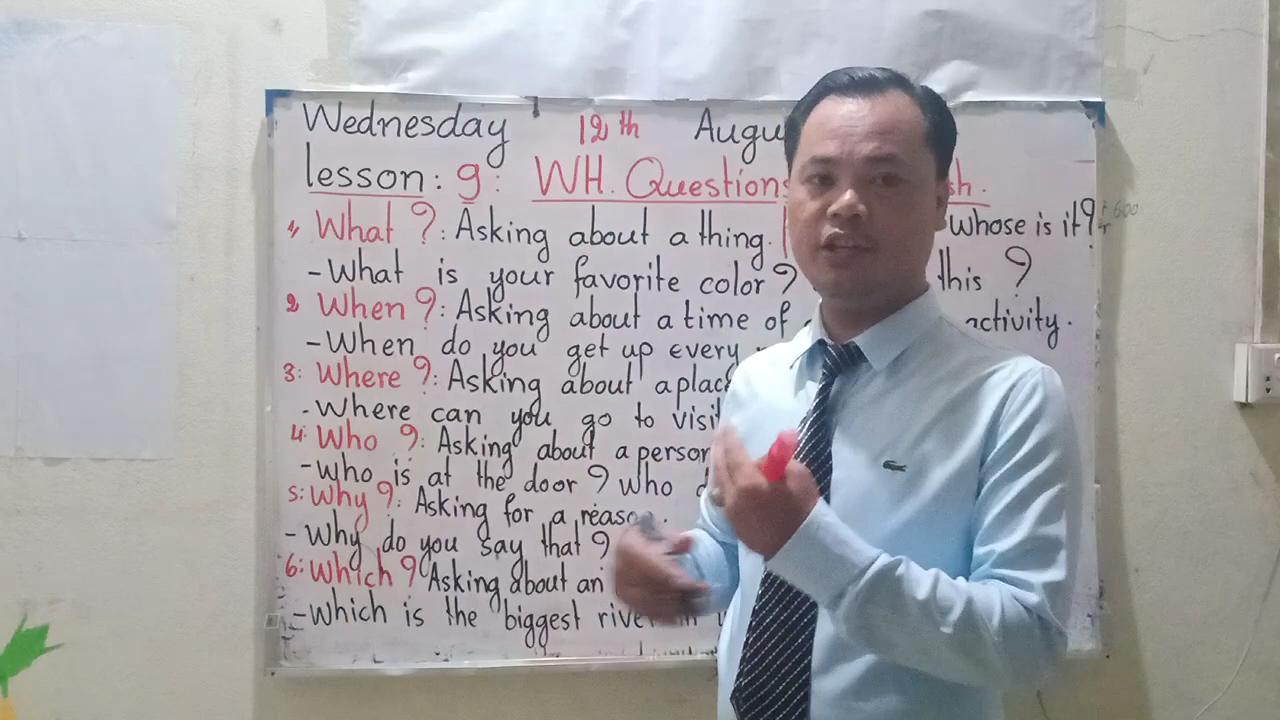 Wednesday 12th Augu
lesson: 9: WH. Questions sh.
1, What ?: Asking about a thing. whose is it?
- What is your favorite color ? this ?
2 When ?: Asking about a time of activity.
- When do you get up every
3: Where ?: Asking about a plac
- Where can you go to visit
4: Who ?: Asking about a person
- who is at the door ? who
5: Why ?: Asking for a reason.
- Why do you say that ?
6: Which ? Asking about an
- Which is the biggest river in